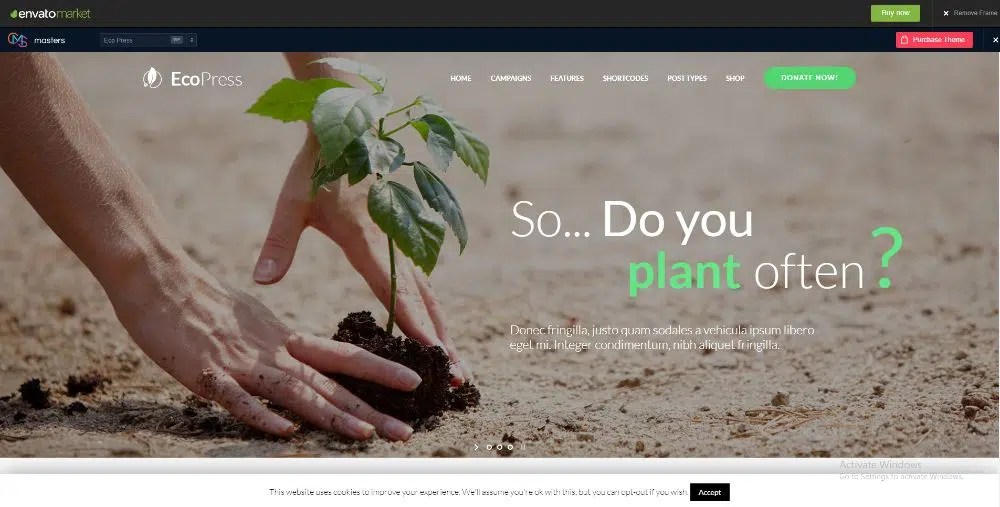 envatomarket
Buy now
Remove Frame
CMS masters
Eco Press
Purchase Theme
EcoPress
HOME CAMPAIGNS FEATURES SHORTCODES POST TYPES SHOP DONATE NOW!
So... Do you
plant often?
Donec fringilla, justo quam sodales a vehicula ipsum libero
eget mi. Integer condimentum, nibh aliquet fringilla.
Activate Windows
Go to Settings to activate Windows.
This website uses cookies to improve your experience. We'll assume you're ok with this, but you can opt-out if you wish. Accept